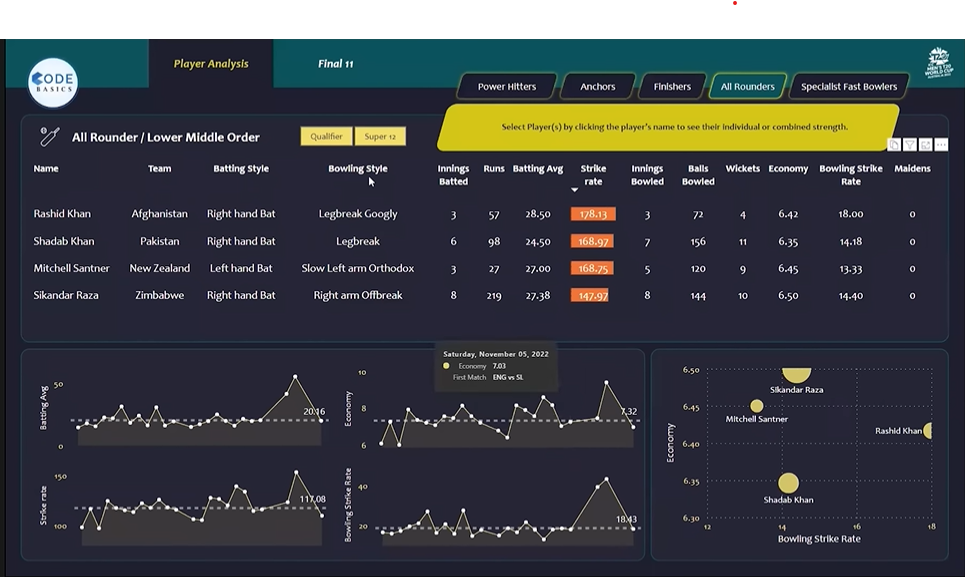 Player Analysis
Final 11
CODE
BASICS
MEN'S T20
WORLD CUP
AUSTRALIA 2022
Power Hitters
Anchors
Finishers
All Rounders
Specialist Fast Bowlers
Select Player(s) by clicking the player's name to see their individual or combined strength.
All Rounder / Lower Middle Order
Qualifier
Super 12
Name Team Batting Style Bowling Style Innings Batted Runs Batting Avg Strike rate Innings Bowled Balls Bowled Wickets Economy Bowling Strike Rate Maidens
Rashid Khan Afghanistan Right hand Bat Legbreak Googly 3 57 28.50 178.13 3 72 4 6.42 18.00 0
Shadab Khan Pakistan Right hand Bat Legbreak 6 98 24.50 168.97 7 156 11 6.35 14.18 0
Mitchell Santner New Zealand Left hand Bat Slow Left arm Orthodox 3 27 27.00 168.75 5 120 9 6.45 13.33 0
Sikandar Raza Zimbabwe Right hand Bat Right arm Offbreak 8 219 27.38 147.97 8 144 10 6.50 14.40 0
Batting Avg
50
0
20.16
Saturday, November 05, 2022
Economy 7.03
First Match ENG vs SL
Economy
10
8
6
7.32
Strike rate
150
100
117.08
Bowling Strike Rate
40
20
18.43
Economy
6.50
6.45
6.40
6.35
6.30
Sikandar Raza
Mitchell Santner
Rashid Khan
Shadab Khan
12 14 16 18
Bowling Strike Rate